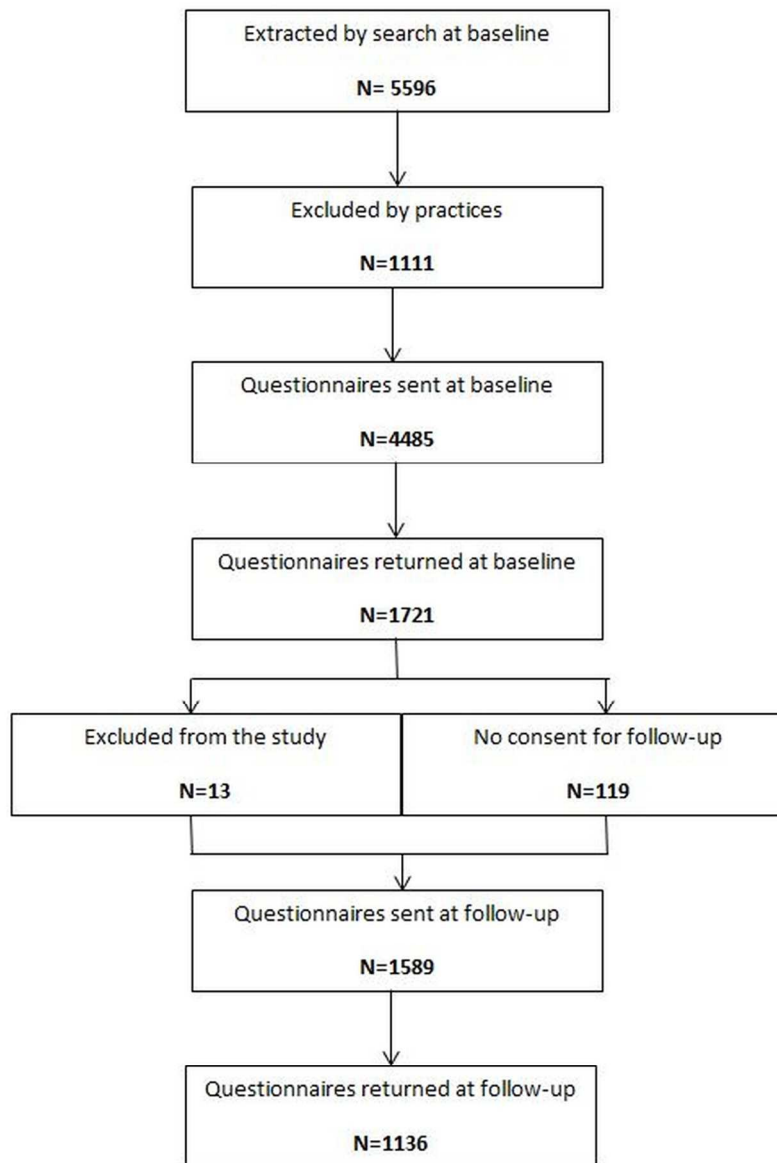 Extracted by search at baseline
N= 5596
Excluded by practices
N=1111
Questionnaires sent at baseline
N=4485
Questionnaires returned at baseline
N=1721
Excluded from the study
N=13
No consent for follow-up
N=119
Questionnaires sent at follow-up
N=1589
Questionnaires returned at follow-up
N=1136